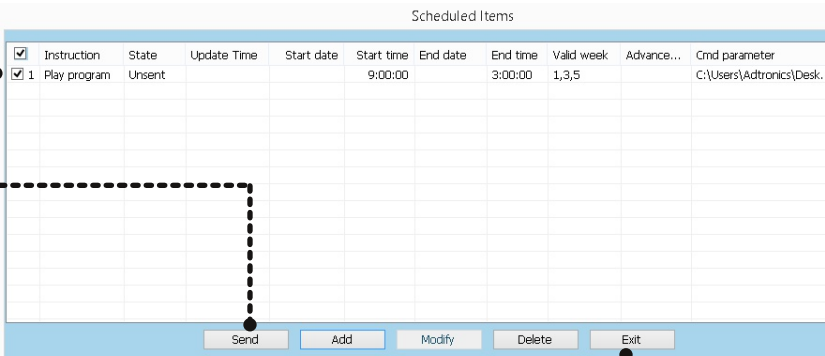 Scheduled Items
Instruction State Update Time Start date Start time End date End time Valid week Advance... Cmd parameter
1 Play program Unsent 9:00:00 3:00:00 1,3,5 C:\Users\Adtronics\Desk.
Send Add Modify Delete Exit